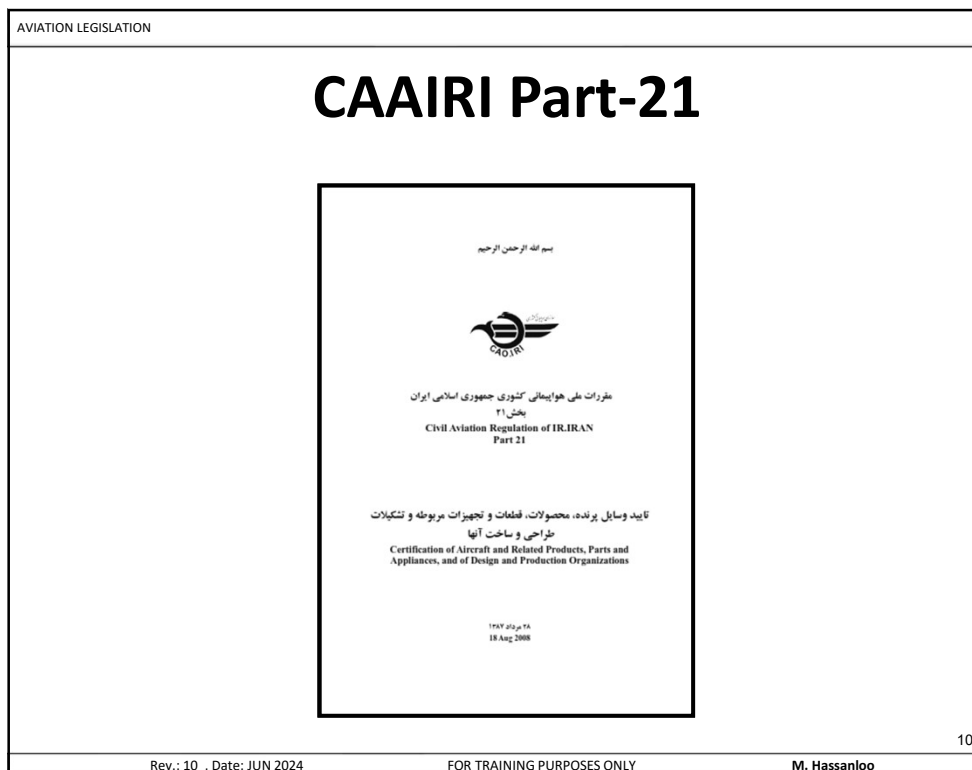 AVIATION LEGISLATION
CAAIRI Part-21
بسم الله الرحمن الرحیم
CAO.IRI
مقررات ملی هواپیمائی کشوری جمهوری اسلامی ایران
بخش ۲۱
Civil Aviation Regulation of IR.IRAN
Part 21
تایید وسایل پرنده، محصولات، قطعات و تجهیزات مربوطه و تشکیلات
طراحی و ساخت آنها
Certification of Aircraft and Related Products, Parts and
Appliances, and of Design and Production Organizations
۲۸ مرداد ۱۳۸۷
18 Aug 2008
10
Rev.: 10 , Date: JUN 2024 FOR TRAINING PURPOSES ONLY M. Hassanloo